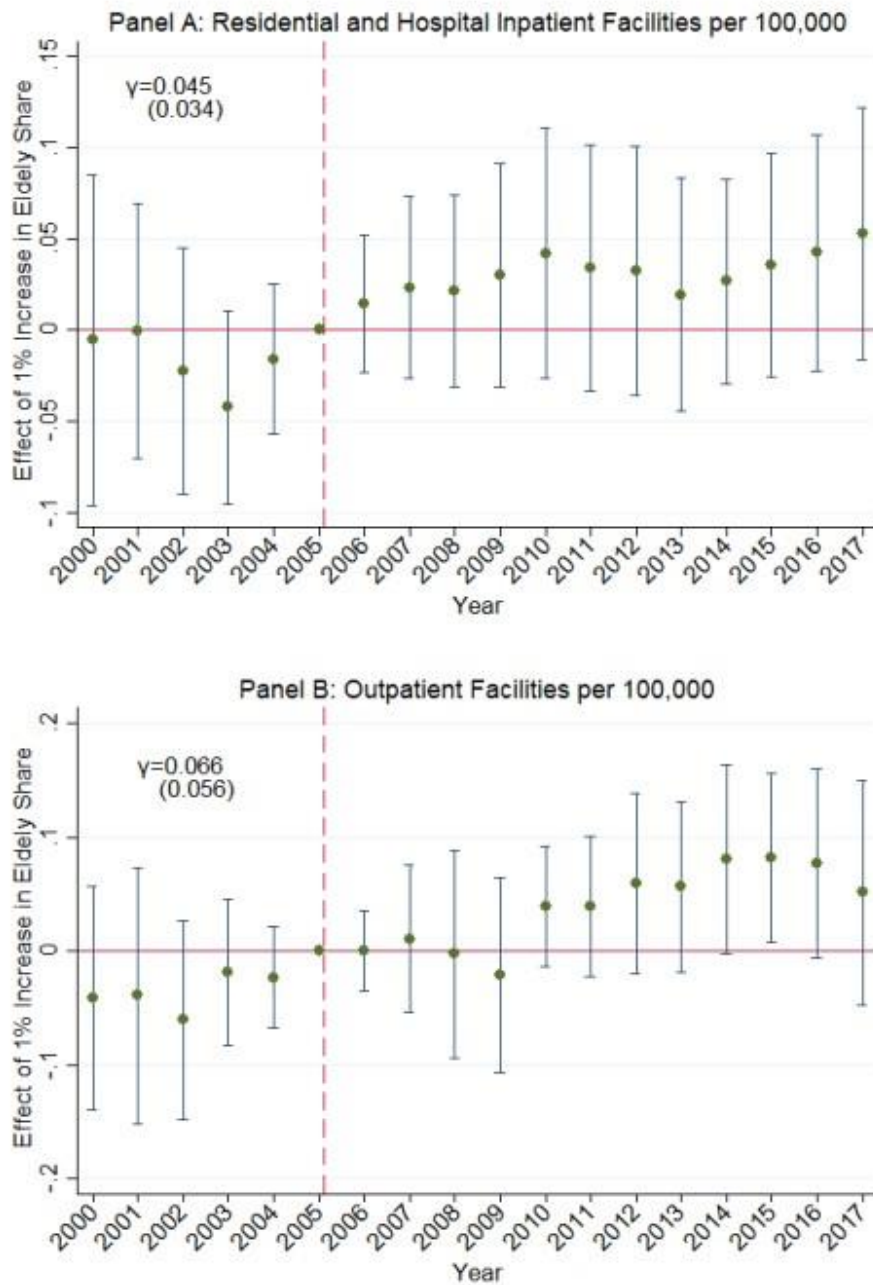 Panel A: Residential and Hospital Inpatient Facilities per 100,000
Effect of 1% Increase in Eldely Share
.15
.1
.05
0
-.05
-.1
γ=0.045
(0.034)
2000 2001 2002 2003 2004 2005 2006 2007 2008 2009 2010 2011 2012 2013 2014 2015 2016 2017
Year
Panel B: Outpatient Facilities per 100,000
Effect of 1% Increase in Eldely Share
.2
.1
0
-.1
-.2
γ=0.066
(0.056)
2000 2001 2002 2003 2004 2005 2006 2007 2008 2009 2010 2011 2012 2013 2014 2015 2016 2017
Year